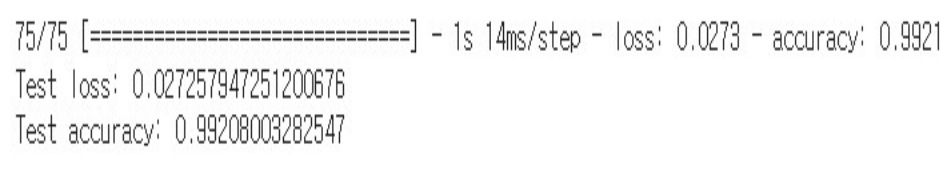 75/75 [==============================] - 1s 14ms/step - loss: 0.0273 - accuracy: 0.9921
Test loss: 0.027257947251200676
Test accuracy: 0.99208003282547